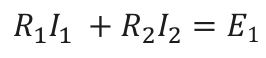 R₁I₁ + R₂I₂ = E₁